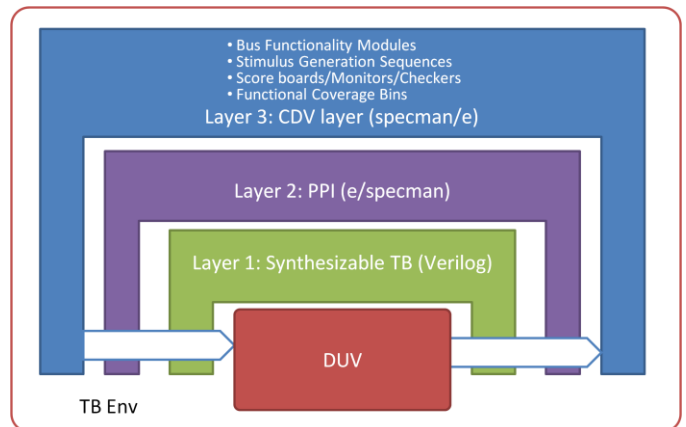 • Bus Functionality Modules
• Stimulus Generation Sequences
• Score boards/Monitors/Checkers
• Functional Coverage Bins
Layer 3: CDV layer (specman/e)
Layer 2: PPI (e/specman)
Layer 1: Synthesizable TB (Verilog)
DUV
TB Env